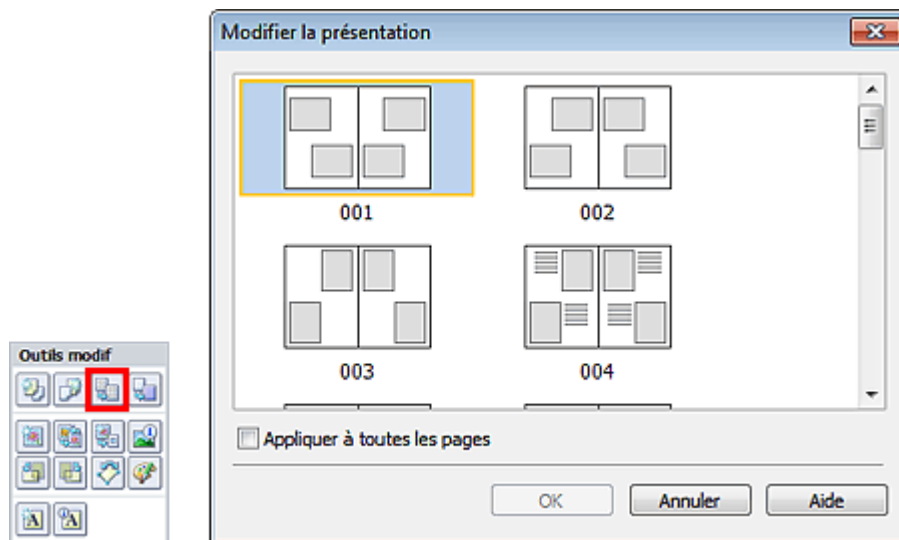 Modifier la présentation
001
002
003
004
Appliquer à toutes les pages
OK
Annuler
Aide
Outils modif
A
A